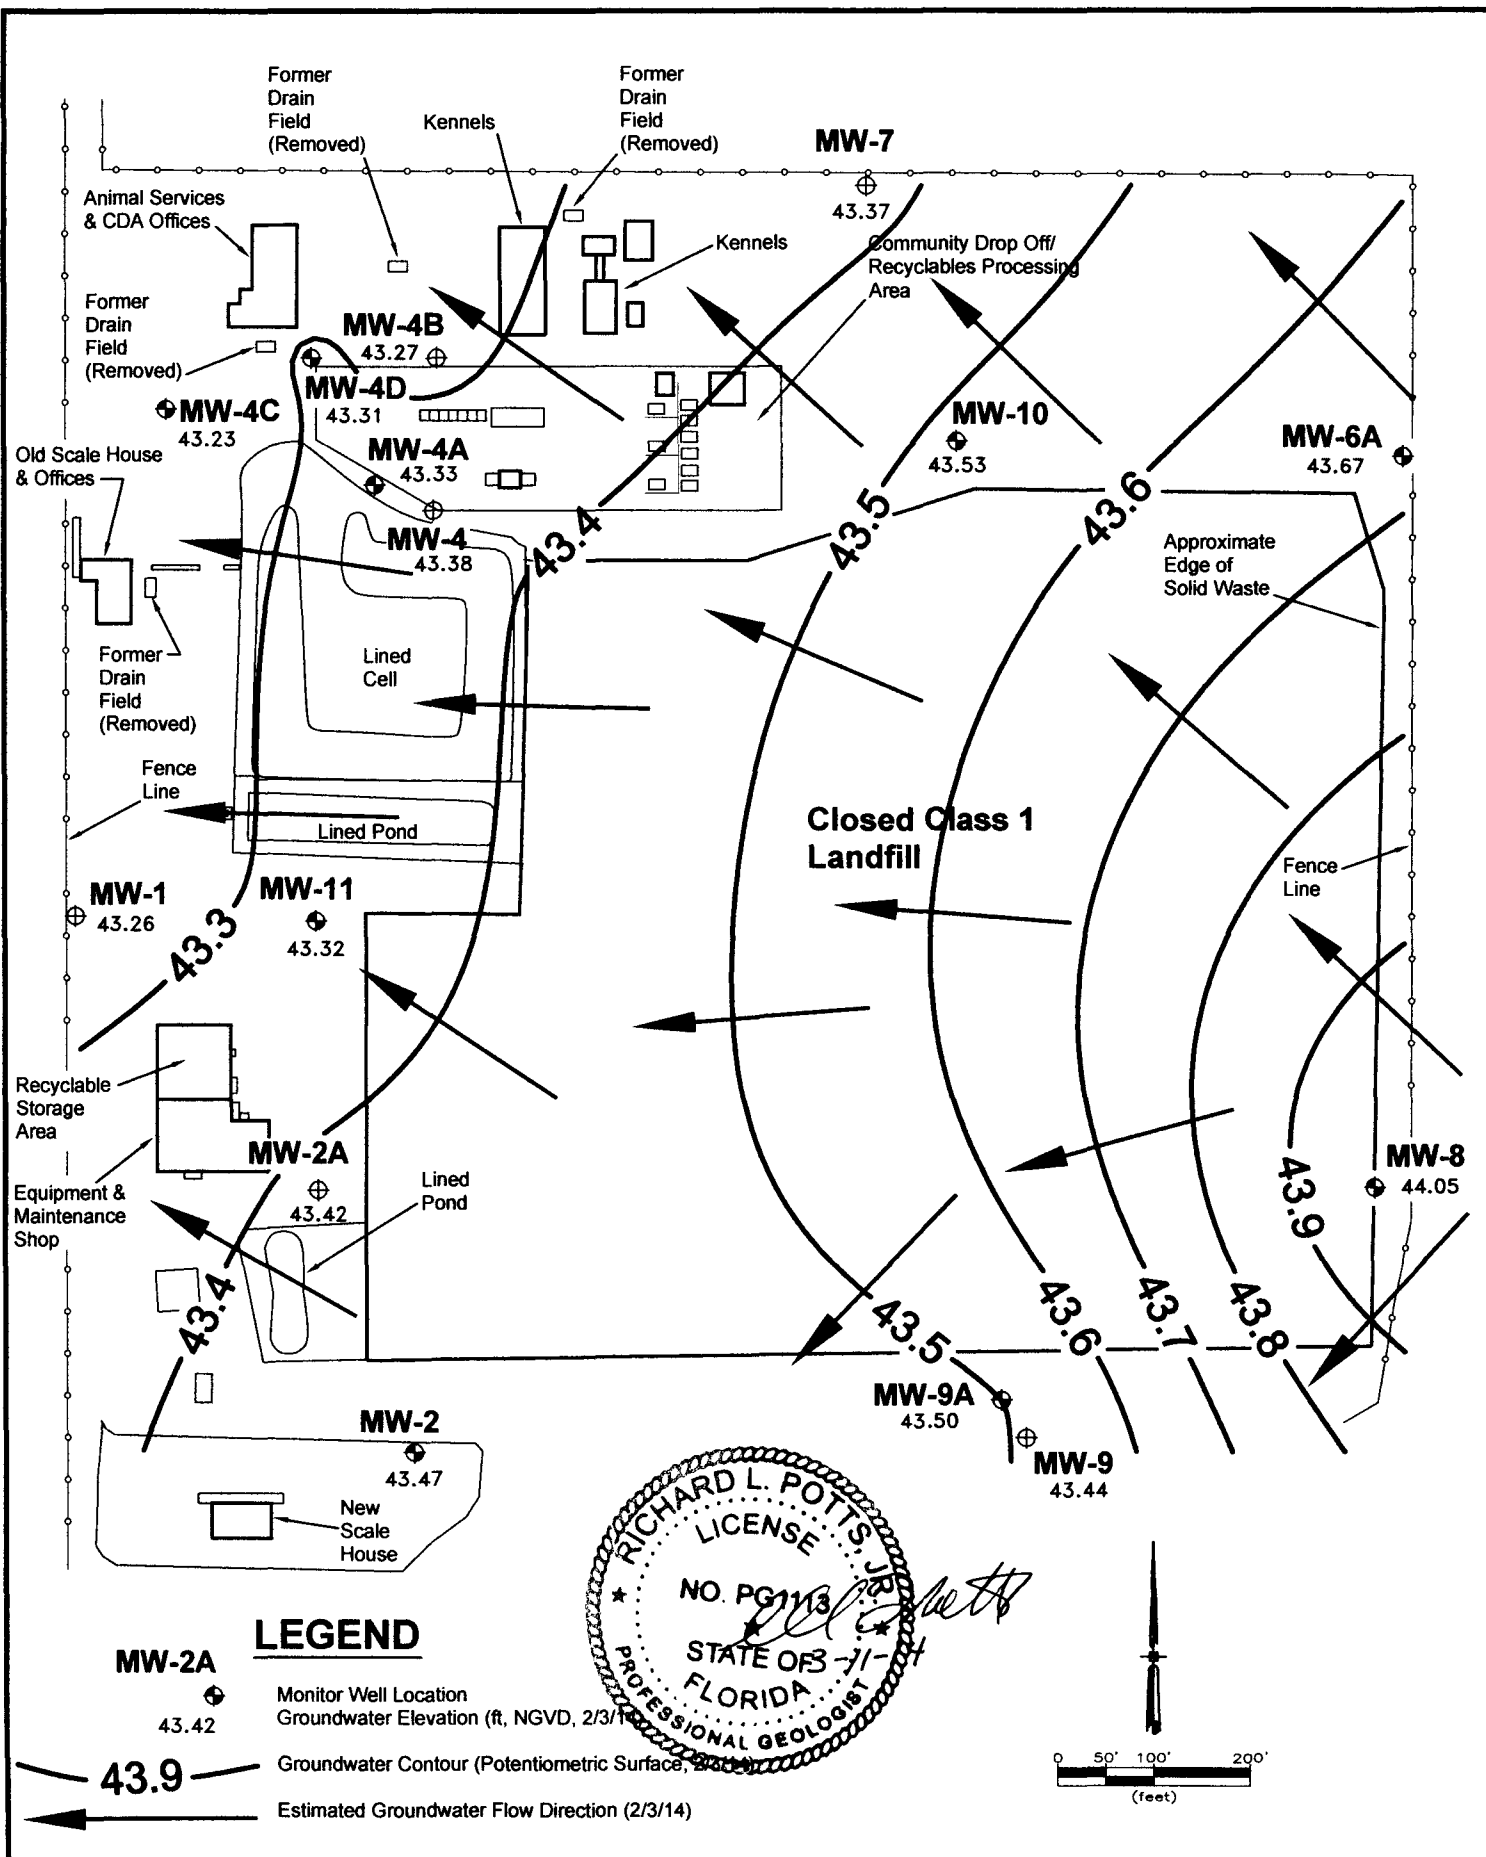 Former
Drain
Field
(Removed)
Kennels
Former
Drain
Field
(Removed)
MW-7
43.37
Animal Services
& CDA Offices
Kennels
Community Drop Off/
Recyclables Processing
Area
Former
Drain
Field
(Removed)
MW-4B
43.27
MW-4D
43.31
MW-4C
43.23
MW-10
43.53
MW-6A
43.67
MW-4A
43.33
Old Scale House
& Offices
43.4
43.5
43.6
MW-4
43.38
Approximate
Edge of
Solid Waste
Former
Drain
Field
(Removed)
Lined
Cell
Fence
Line
Lined Pond
Closed Class 1
Landfill
Fence
Line
MW-1
43.26
MW-11
43.32
43.3
Recyclable
Storage
Area
MW-2A
43.42
Lined
Pond
MW-8
44.05
43.9
Equipment &
Maintenance
Shop
43.4
43.5
43.6
43.7
43.8
MW-9A
43.50
MW-2
43.47
MW-9
43.44
New
Scale
House
RICHARD L. POTTS, JR
LICENSE
NO. PG1113
STATE OF
FLORIDA
PROFESSIONAL GEOLOGIST
LEGEND
MW-2A
43.42
Monitor Well Location
Groundwater Elevation (ft, NGVD, 2/3/14)
43.9
Groundwater Contour (Potentiometric Surface, 2/3/14)
Estimated Groundwater Flow Direction (2/3/14)
0 50' 100' 200'
(feet)